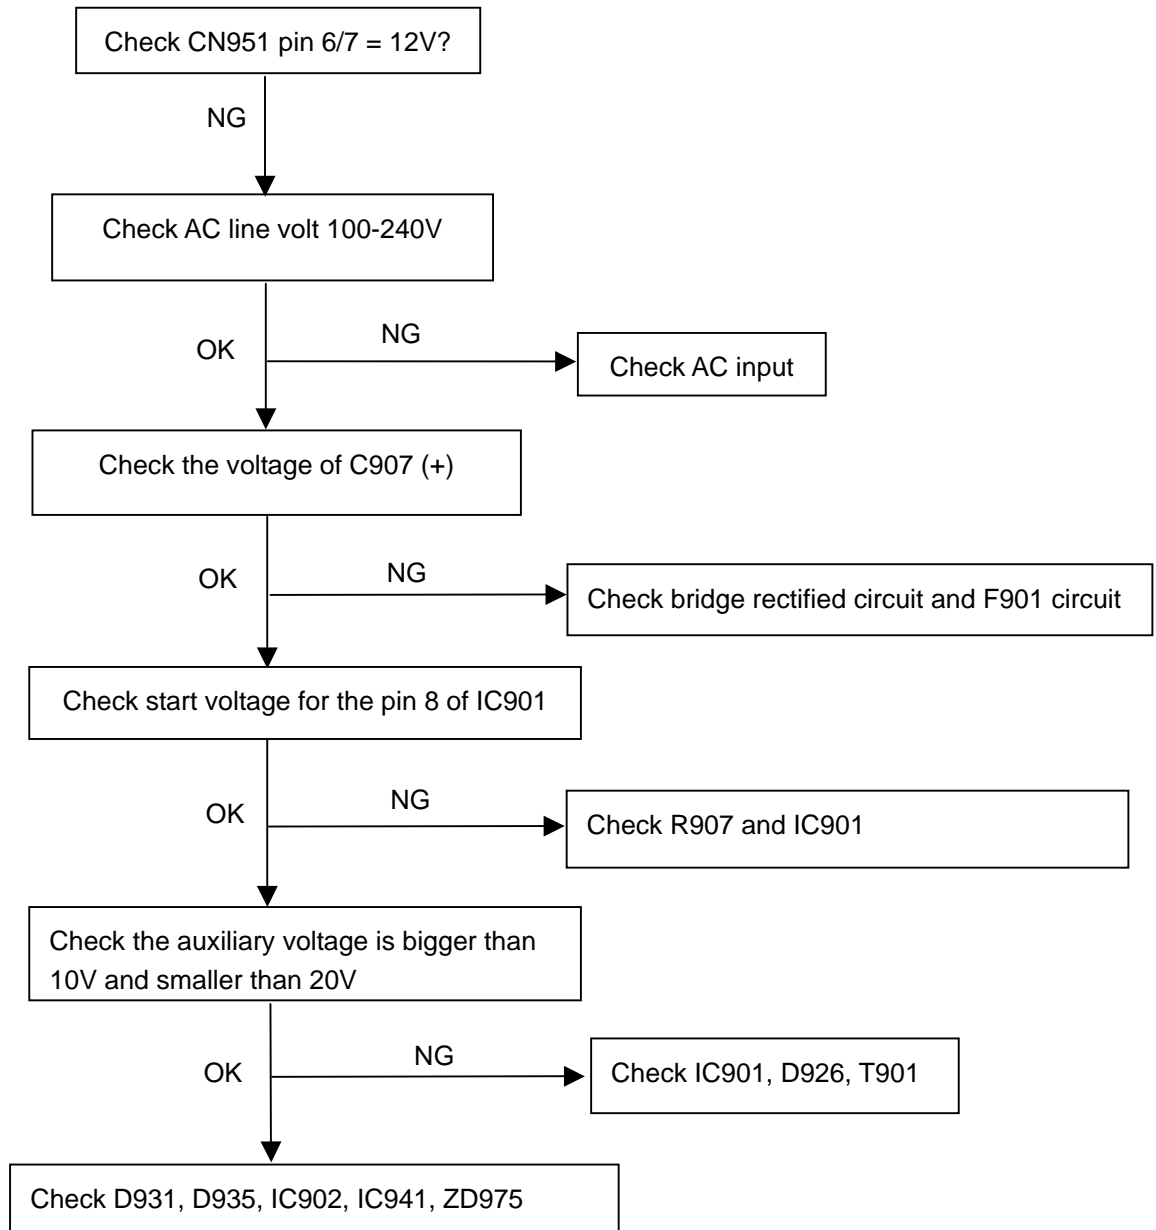 Check CN951 pin 6/7 = 12V?
NG
Check AC line volt 100-240V
OK
NG
Check AC input
Check the voltage of C907 (+)
OK
NG
Check bridge rectified circuit and F901 circuit
Check start voltage for the pin 8 of IC901
OK
NG
Check R907 and IC901
Check the auxiliary voltage is bigger than
10V and smaller than 20V
OK
NG
Check IC901, D926, T901
Check D931, D935, IC902, IC941, ZD975